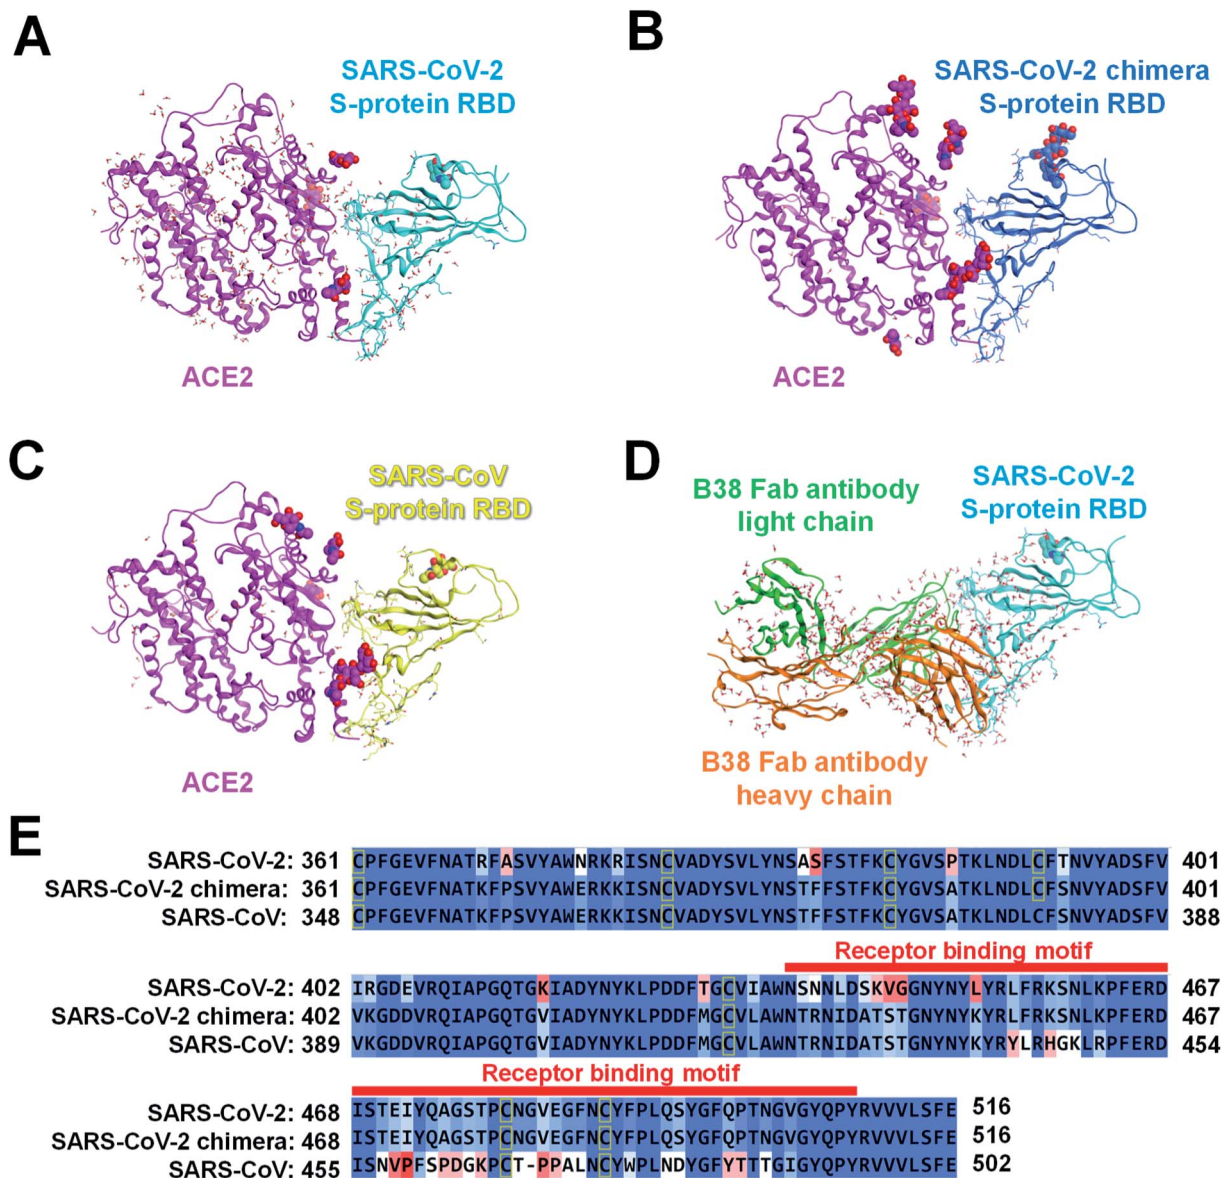 A
SARS-CoV-2
S-protein RBD
ACE2
B
SARS-CoV-2 chimera
S-protein RBD
ACE2
C
SARS-CoV
S-protein RBD
ACE2
D
B38 Fab antibody
light chain
SARS-CoV-2
S-protein RBD
B38 Fab antibody
heavy chain
E
SARS-CoV-2: 361 CPFGEVFNATRFASVYAWNRKRISNCVADYSVLYNSASFSTFKCYGVSPTKLNDLCFTNVYADSFV 401
SARS-CoV-2 chimera: 361 CPFGEVFNATKFPSVYAWERKKISNCVADYSVLYNSTFFSTFKCYGVSATKLNDLCFSNVYADSFV 401
SARS-CoV: 348 CPFGEVFNATKFPSVYAWERKKISNCVADYSVLYNSTFFSTFKCYGVSATKLNDLCFSNVYADSFV 388
Receptor binding motif
SARS-CoV-2: 402 IRGDEVRQIAPGQTGKIADYNYKLPDDFTGCVIAWNSNNLDSKVGGNYNYLYRLFRKSNLKPFERD 467
SARS-CoV-2 chimera: 402 VKGDDVRQIAPGQTGVIADYNYKLPDDFMGCVLAWNTRNIDATSTGNYNYKYRLFRKSNLKPFERD 467
SARS-CoV: 389 VKGDDVRQIAPGQTGVIADYNYKLPDDFMGCVLAWNTRNIDATSTGNYNYKYRYLRHGKLRPFERD 454
Receptor binding motif
SARS-CoV-2: 468 ISTEIYQAGSTPCNGVEGFNCYFPLQSYGFQPTNGVGYQPYRVVVLSFE 516
SARS-CoV-2 chimera: 468 ISTEIYQAGSTPCNGVEGFNCYFPLQSYGFQPTNGVGYQPYRVVVLSFE 516
SARS-CoV: 455 ISNVPFSPDGKPCT-PPALNCYWPLNDYGFYTTTGIGYQPYRVVVLSFE 502